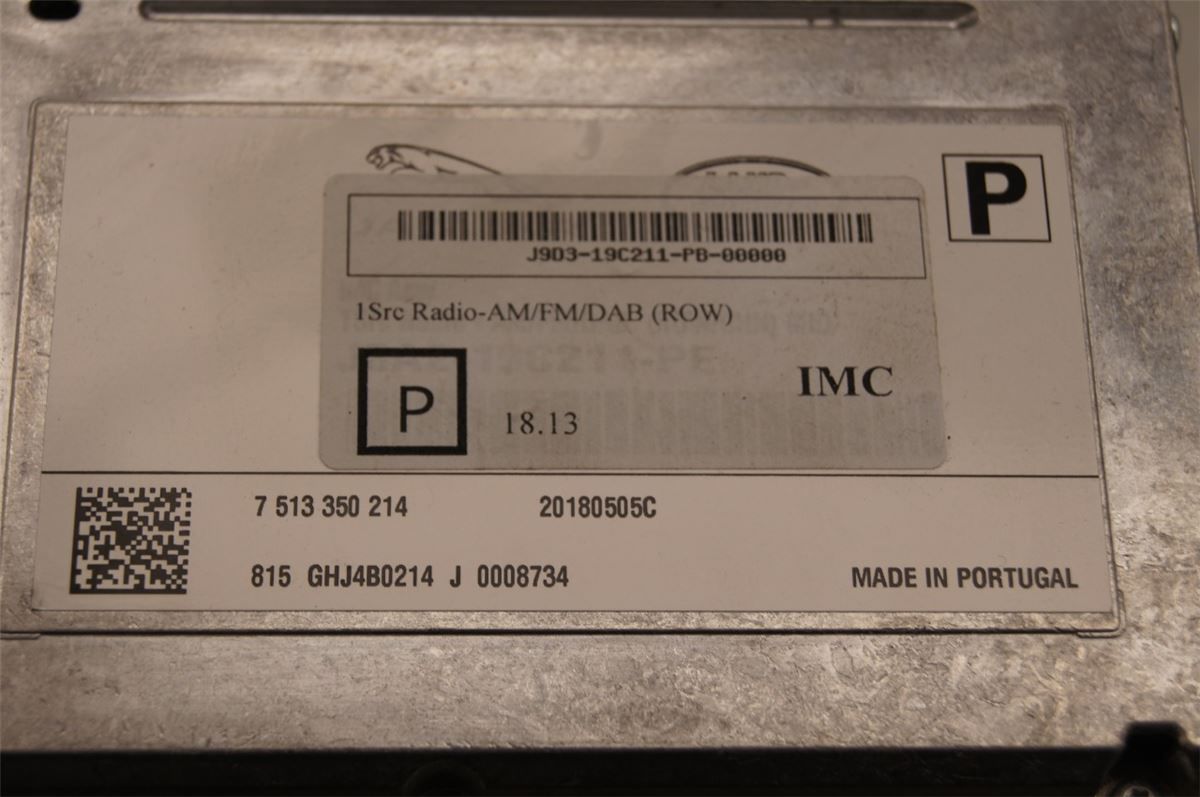 P
J9D3-19C211-PB-00000
1Src Radio-AM/FM/DAB (ROW)
P
18.13
IMC
7 513 350 214
20180505C
815 GHJ4B0214 J 0008734
MADE IN PORTUGAL